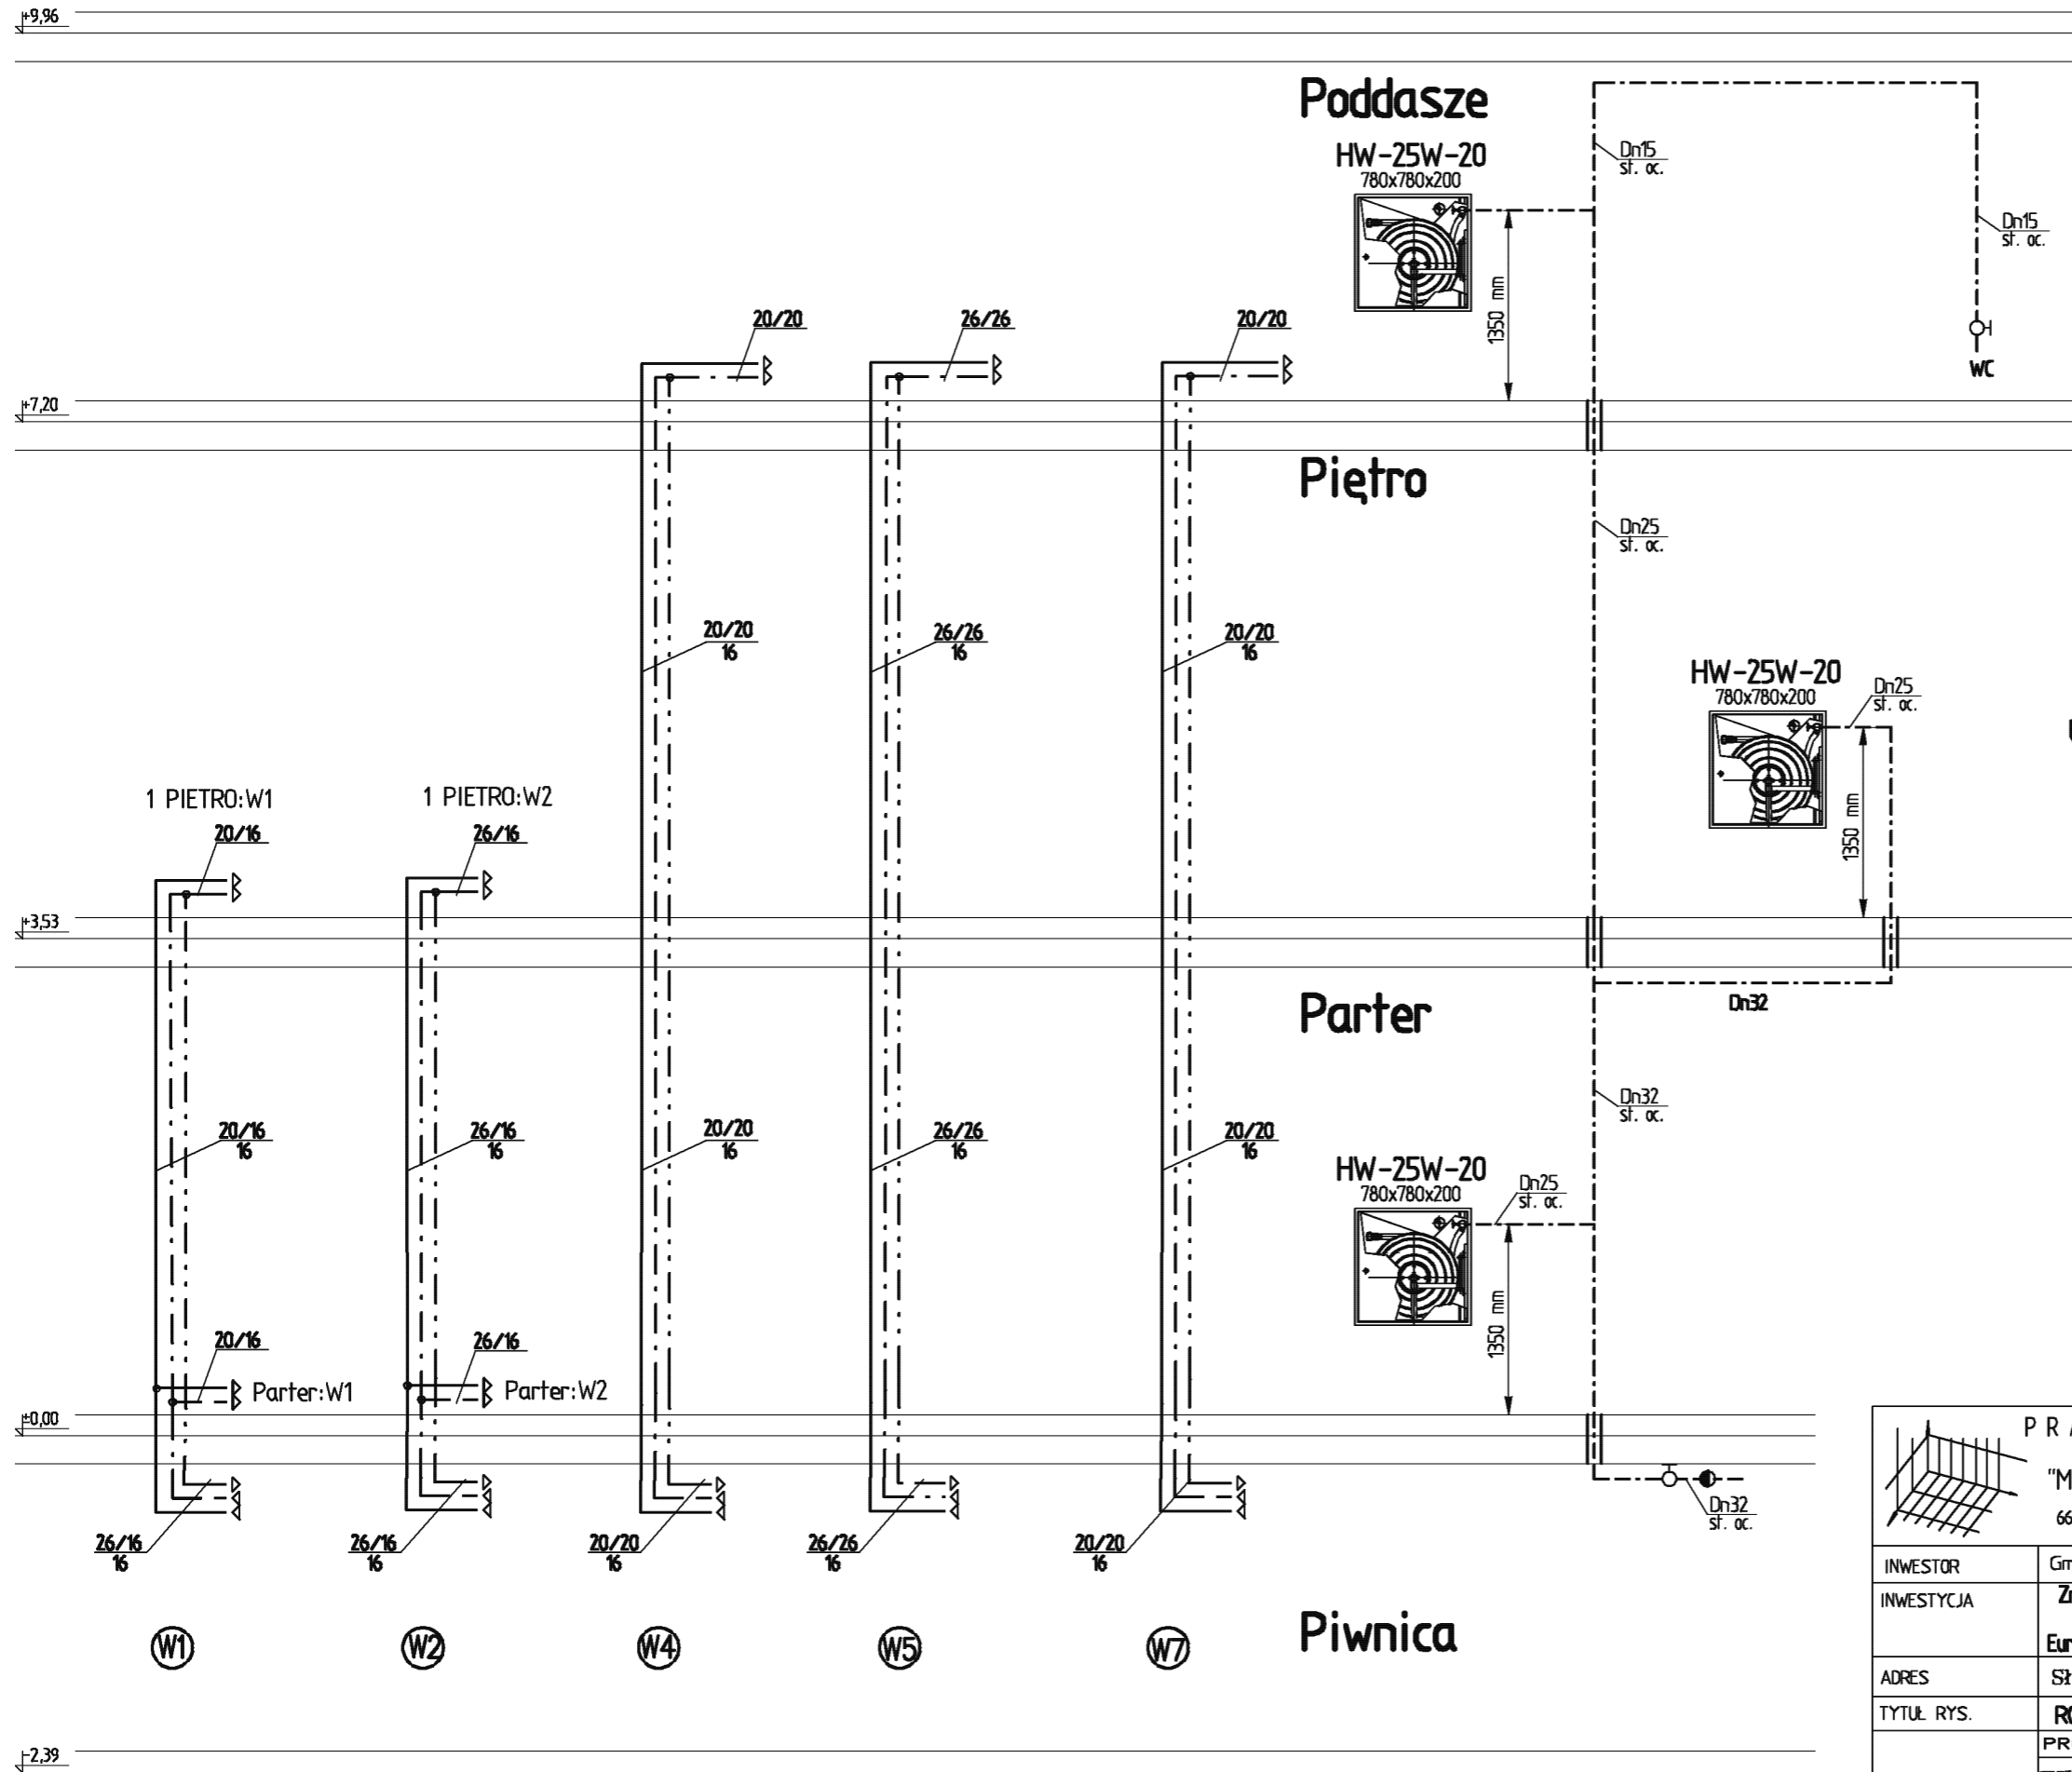 +9,96
Poddasze
HW-25W-20
780x780x200
Dn15
st. oc.
Dn15
st. oc.
1350 mm
WC
20/20
26/26
20/20
+7,20
Piętro
Dn25
st. oc.
20/20
16
26/26
16
20/20
16
HW-25W-20
780x780x200
Dn25
st. oc.
1350 mm
1 PIETRO:W1
20/16
1 PIETRO:W2
26/16
+3,53
Parter
Dn32
Dn32
st. oc.
20/16
16
26/16
16
20/20
16
26/26
16
20/20
16
HW-25W-20
780x780x200
Dn25
st. oc.
1350 mm
20/16
Parter:W1
26/16
Parter:W2
±0,00
Dn32
st. oc.
26/16
16
26/16
16
20/20
16
26/26
16
20/20
16
W1
W2
W4
W5
W7
Piwnica
-2,39
P R
"M
66
INWESTOR
INWESTYCJA
Eur
ADRES
Sł
TYTUŁ RYS.
PR